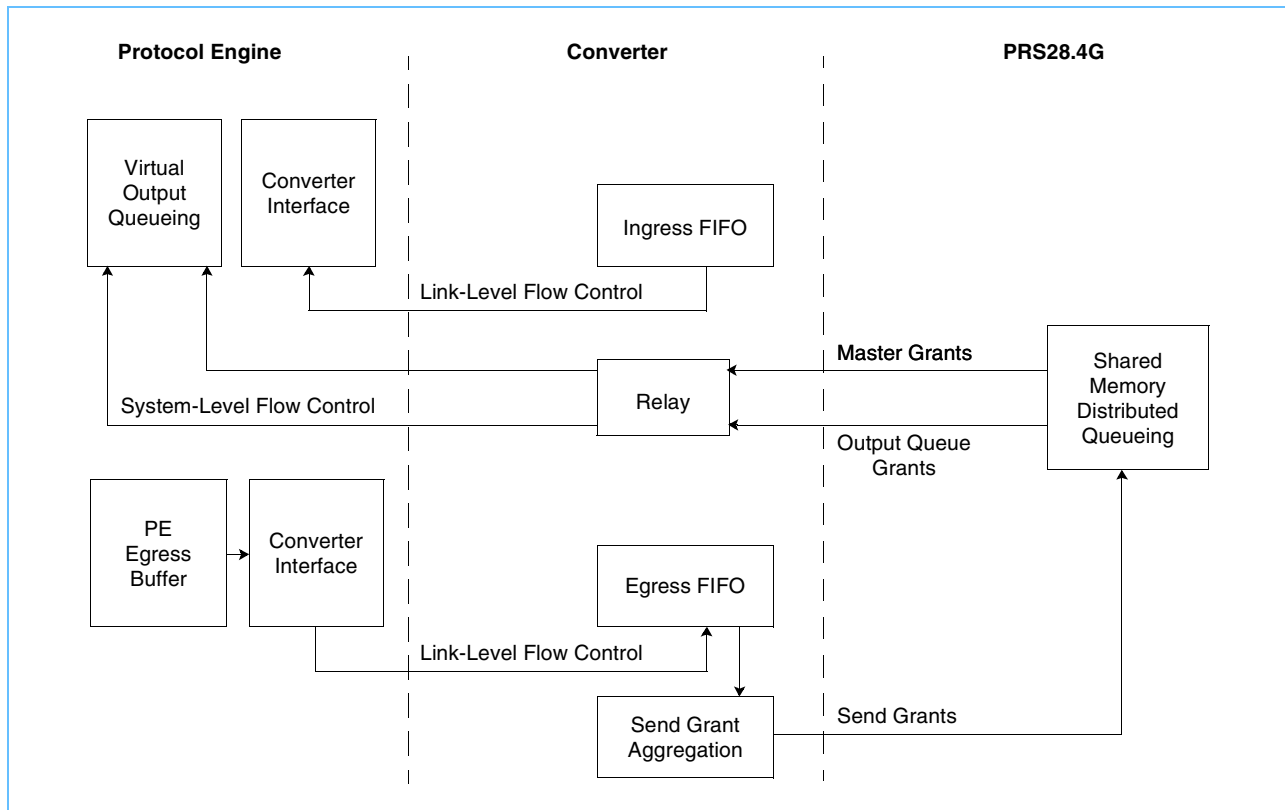 Protocol Engine
Converter
PRS28.4G
Virtual
Output
Queueing
Converter
Interface
Ingress FIFO
Link-Level Flow Control
Master Grants
Shared
Memory
Distributed
Queueing
Relay
System-Level Flow Control
Output Queue
Grants
PE
Egress
Buffer
Converter
Interface
Egress FIFO
Link-Level Flow Control
Send Grant
Aggregation
Send Grants